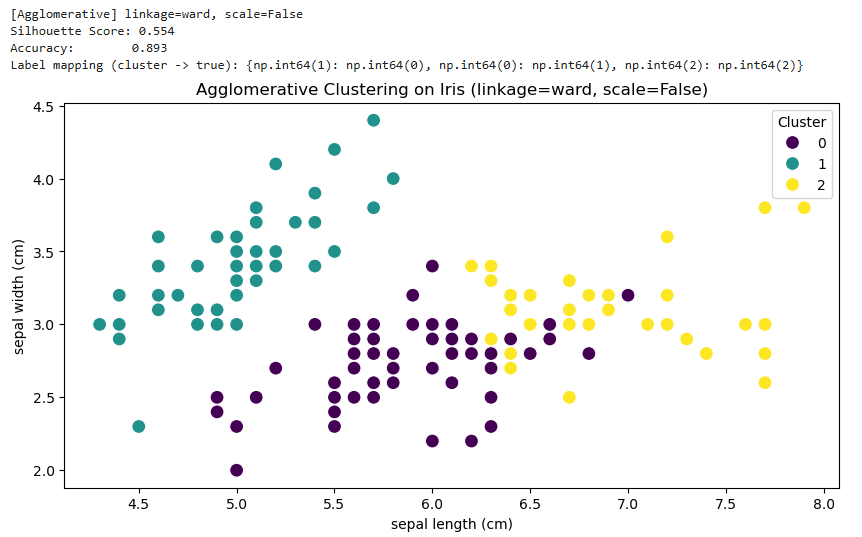 [Agglomerative] linkage=ward, scale=False
Silhouette Score: 0.554
Accuracy:        0.893
Label mapping (cluster -> true): {np.int64(1): np.int64(0), np.int64(0): np.int64(1), np.int64(2): np.int64(2)}
Agglomerative Clustering on Iris (linkage=ward, scale=False)
Cluster
0
1
2
4.5
4.0
3.5
3.0
2.5
2.0
sepal width (cm)
4.5 5.0 5.5 6.0 6.5 7.0 7.5 8.0
sepal length (cm)